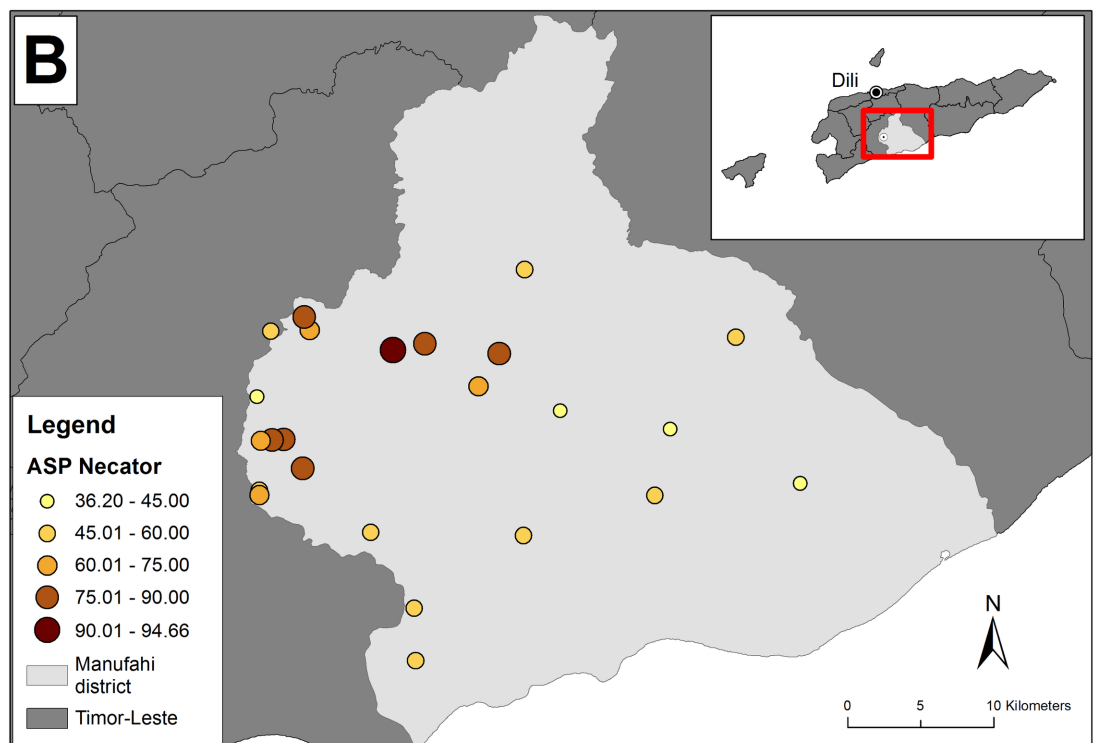 B
Dili
Legend
ASP Necator
36.20 - 45.00
45.01 - 60.00
60.01 - 75.00
75.01 - 90.00
90.01 - 94.66
Manufahi
district
Timor-Leste
N
0 5 10 Kilometers